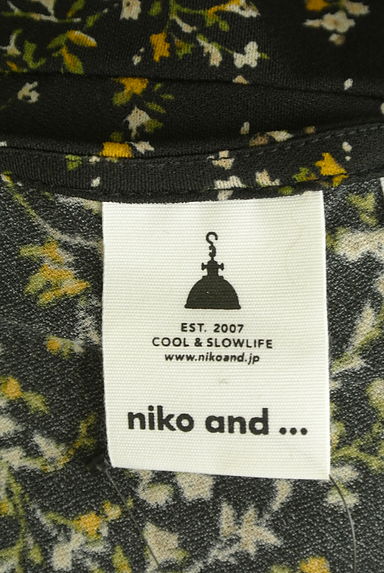 EST. 2007
COOL & SLOWLIFE
www.nikoand.jp
niko and ...